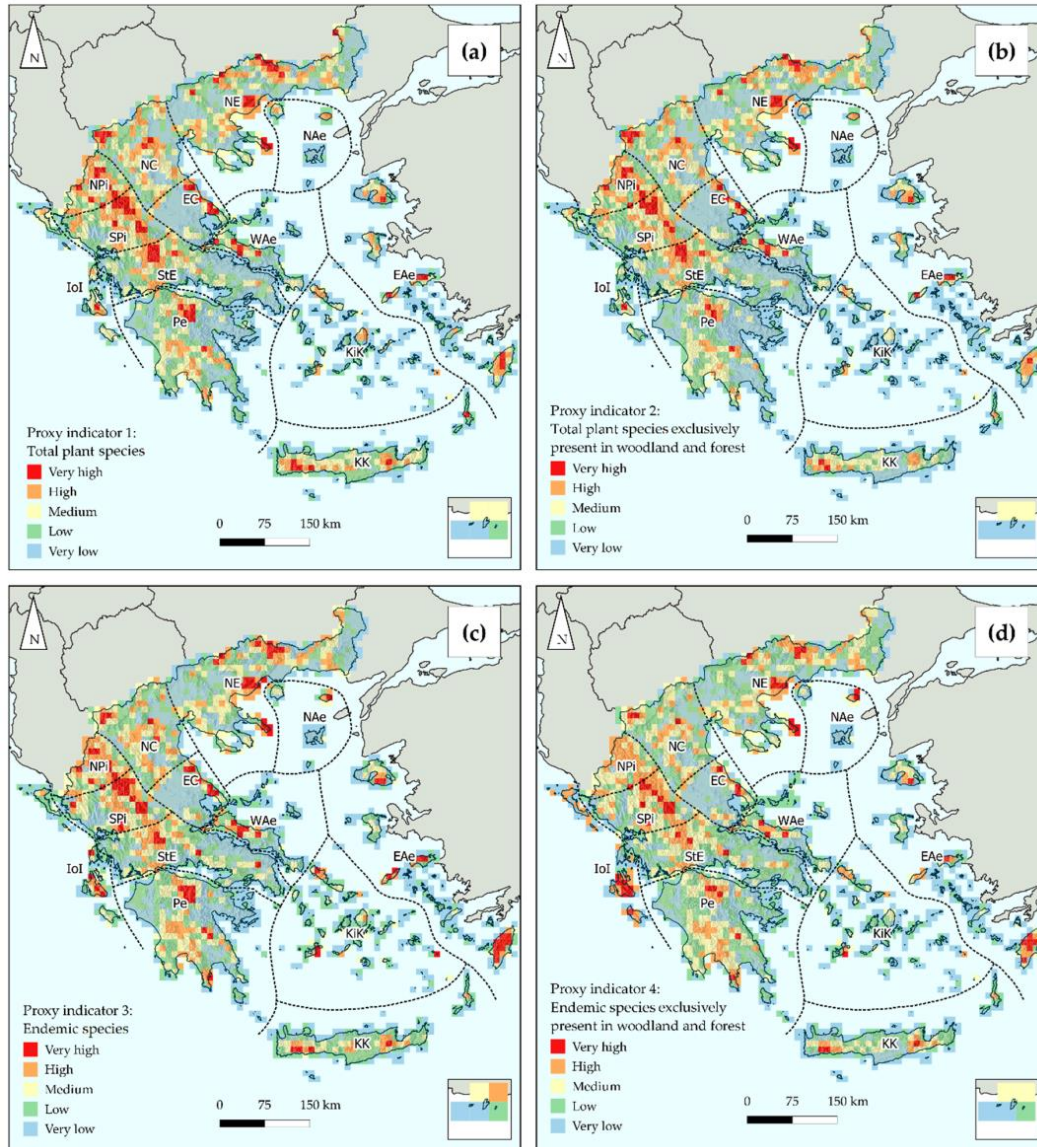 N
(a)
NE
NAe
NC
NPi
EC
SPi
WAe
StE
EAe
IoI
Pe
KiK
KK
Proxy indicator 1:
Total plant species
Very high
High
Medium
Low
Very low
0 75 150 km
N
(b)
NE
NAe
NC
NPi
EC
SPi
WAe
StE
EAe
IoI
Pe
KiK
KK
Proxy indicator 2:
Total plant species exclusively
present in woodland and forest
Very high
High
Medium
Low
Very low
0 75 150 km
N
(c)
NE
NAe
NC
NPi
EC
SPi
WAe
StE
EAe
IoI
Pe
KiK
KK
Proxy indicator 3:
Endemic species
Very high
High
Medium
Low
Very low
0 75 150 km
N
(d)
NE
NAe
NC
NPi
EC
SPi
WAe
StE
EAe
IoI
Pe
KiK
KK
Proxy indicator 4:
Endemic species exclusively
present in woodland and forest
Very high
High
Medium
Low
Very low
0 75 150 km